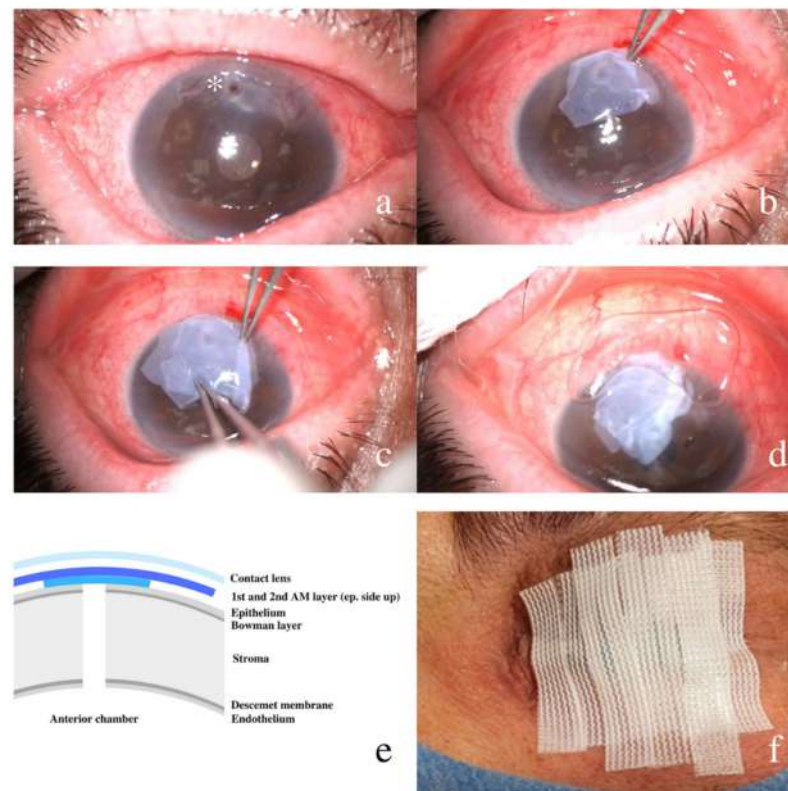 *
a
b
c
d
Contact lens
1st and 2nd AM layer (ep. side up)
Epithelium
Bowman layer
Stroma
Descemet membrane
Anterior chamber
Endothelium
e
f